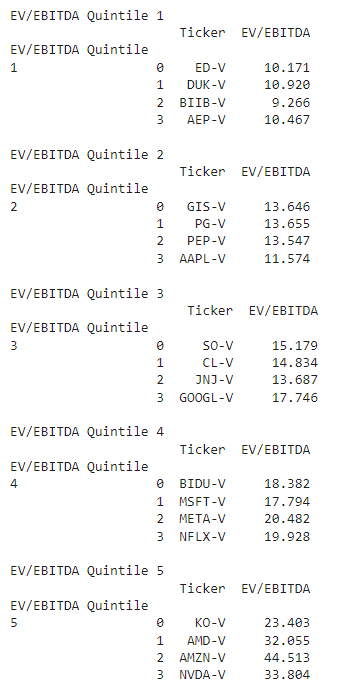 EV/EBITDA Quintile 1
Ticker EV/EBITDA
EV/EBITDA Quintile
1 0 ED-V 10.171
1 DUK-V 10.920
2 BIIB-V 9.266
3 AEP-V 10.467
EV/EBITDA Quintile 2
Ticker EV/EBITDA
EV/EBITDA Quintile
2 0 GIS-V 13.646
1 PG-V 13.655
2 PEP-V 13.547
3 AAPL-V 11.574
EV/EBITDA Quintile 3
Ticker EV/EBITDA
EV/EBITDA Quintile
3 0 SO-V 15.179
1 CL-V 14.834
2 JNJ-V 13.687
3 GOOGL-V 17.746
EV/EBITDA Quintile 4
Ticker EV/EBITDA
EV/EBITDA Quintile
4 0 BIDU-V 18.382
1 MSFT-V 17.794
2 META-V 20.482
3 NFLX-V 19.928
EV/EBITDA Quintile 5
Ticker EV/EBITDA
EV/EBITDA Quintile
5 0 KO-V 23.403
1 AMD-V 32.055
2 AMZN-V 44.513
3 NVDA-V 33.804